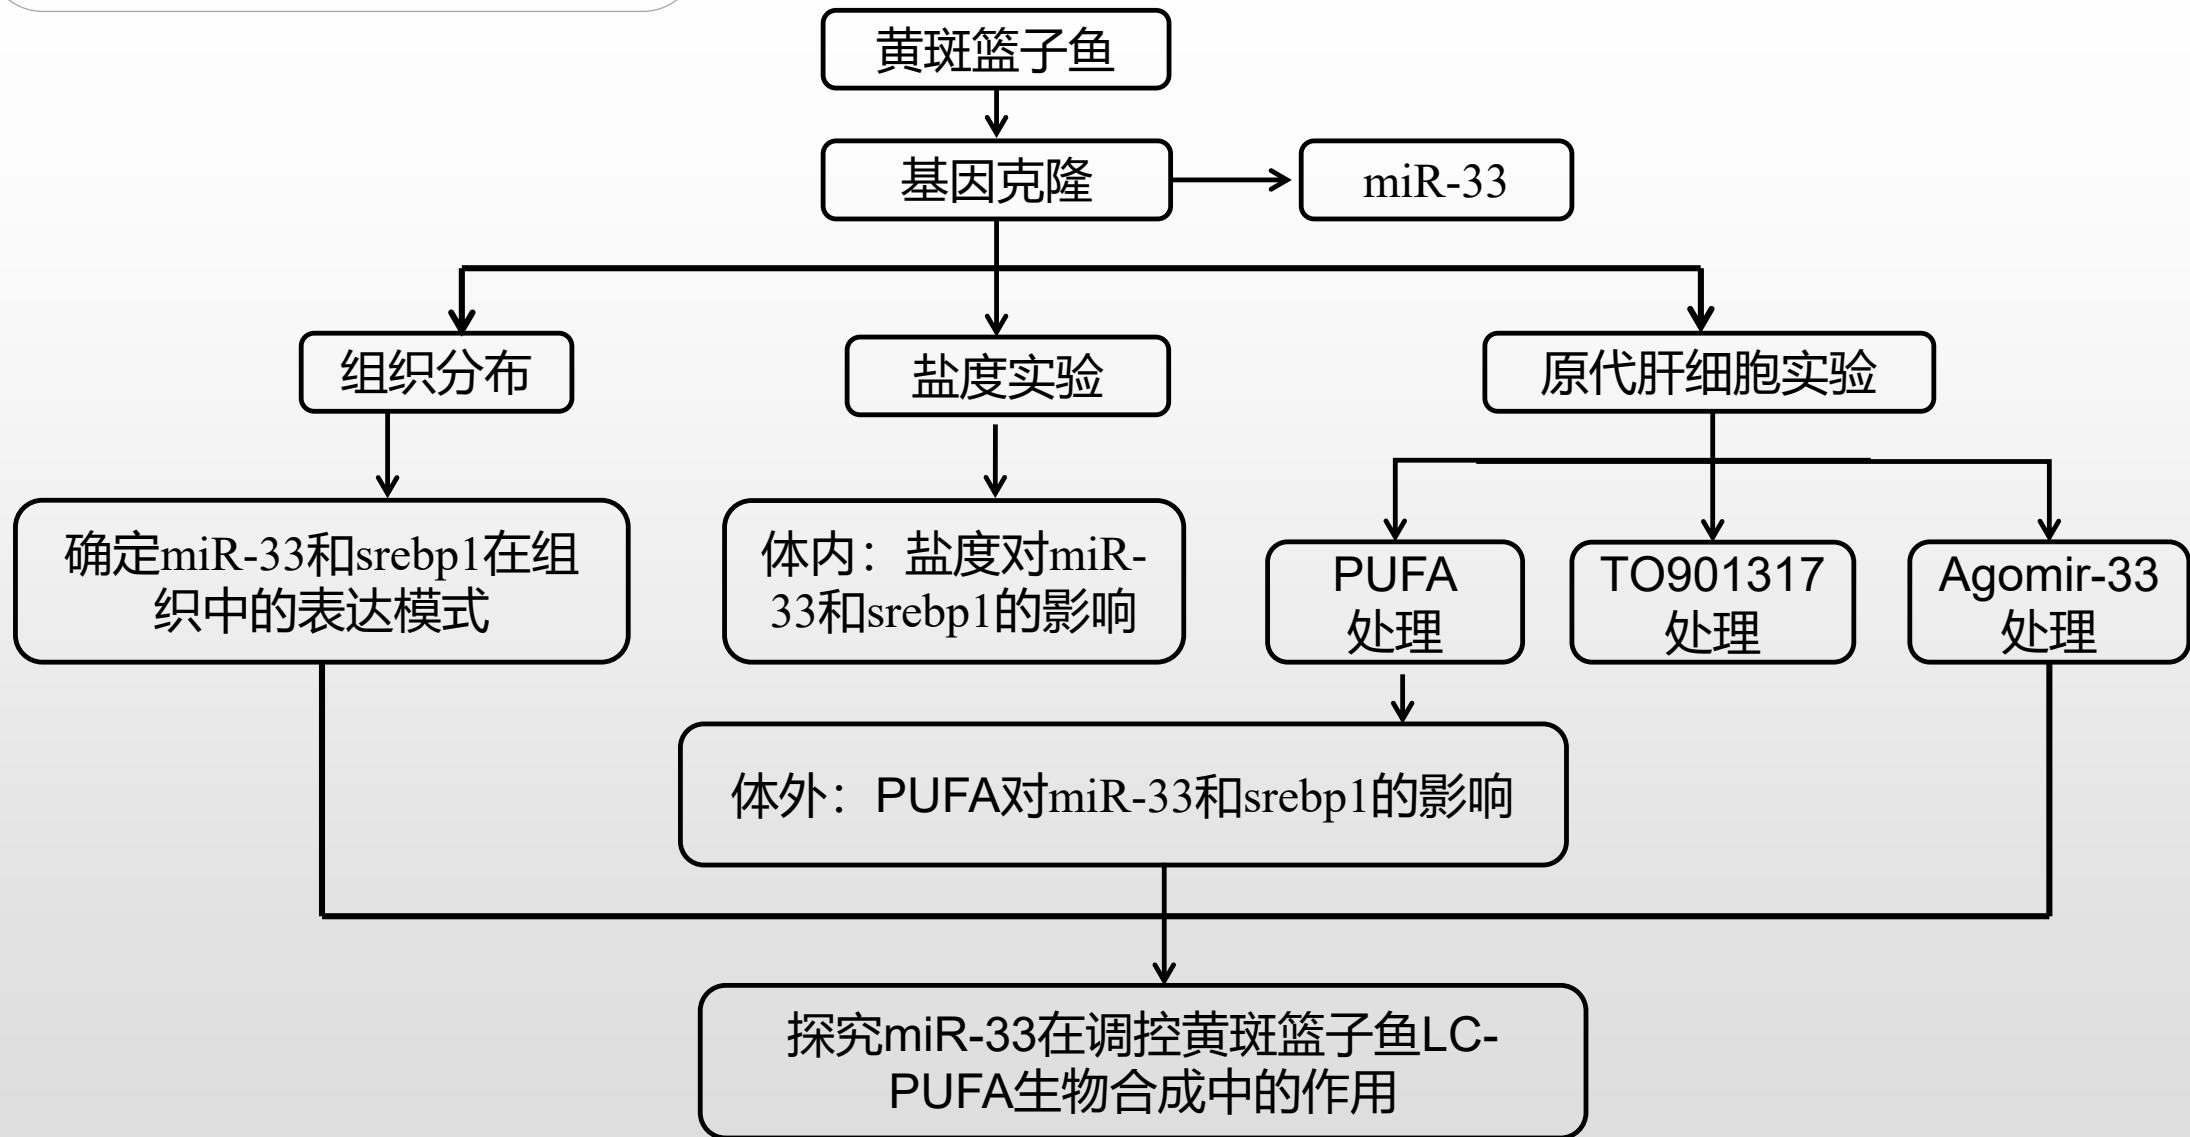 黄斑篮子鱼
基因克隆
miR-33
组织分布
盐度实验
原代肝细胞实验
确定miR-33和srebp1在组
织中的表达模式
体内：盐度对miR-
33和srebp1的影响
PUFA
处理
TO901317
处理
Agomir-33
处理
体外：PUFA对miR-33和srebp1的影响
探究miR-33在调控黄斑篮子鱼LC-
PUFA生物合成中的作用